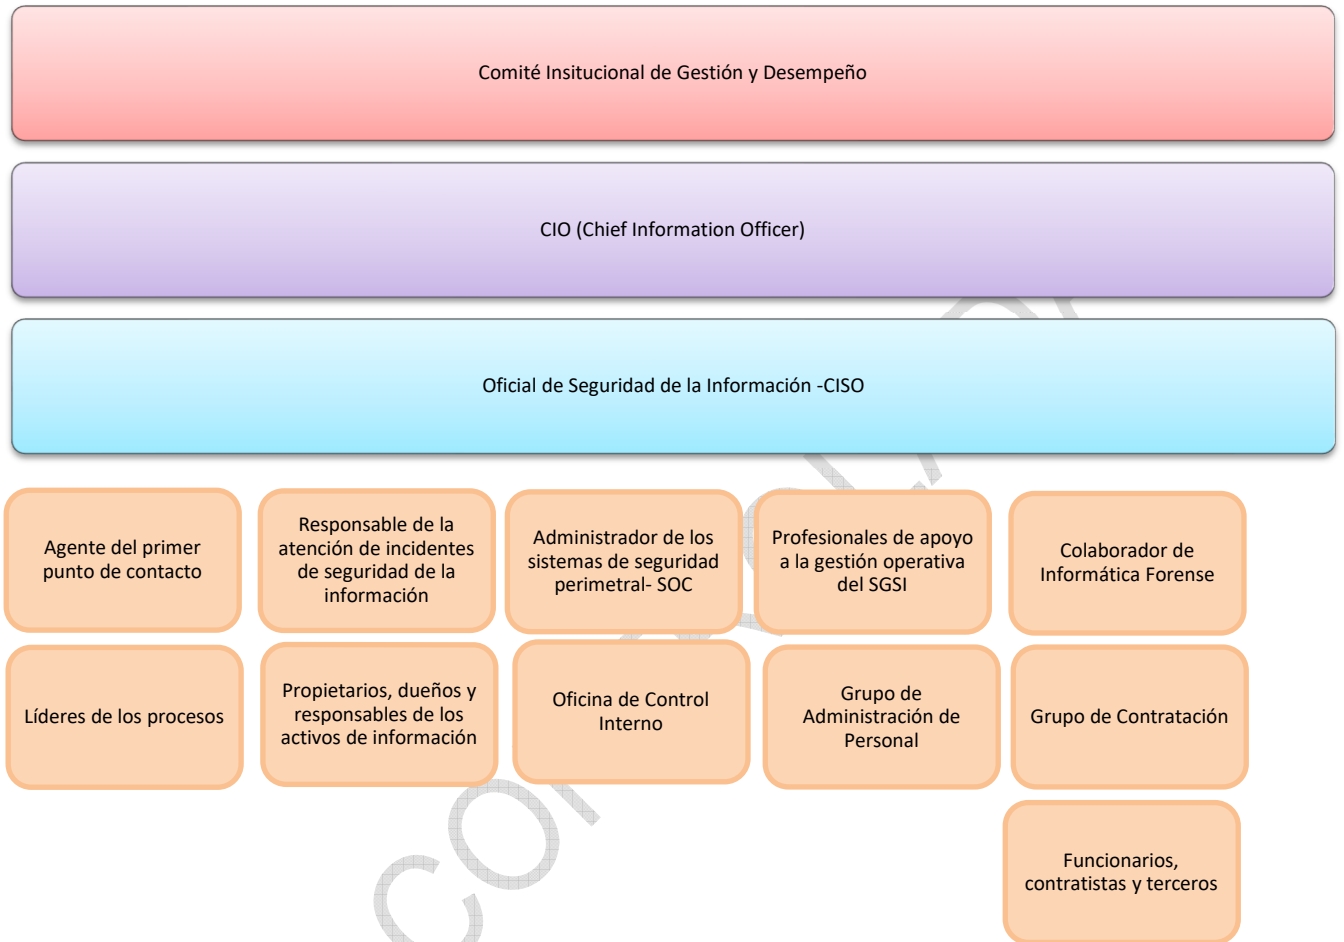 Comité Insitucional de Gestión y Desempeño
CIO (Chief Information Officer)
Oficial de Seguridad de la Información -CISO
Agente del primer
punto de contacto
Responsable de la
atención de incidentes
de seguridad de la
información
Administrador de los
sistemas de seguridad
perimetral- SOC
Profesionales de apoyo
a la gestión operativa
del SGSI
Colaborador de
Informática Forense
Líderes de los procesos
Propietarios, dueños y
responsables de los
activos de información
Oficina de Control
Interno
Grupo de
Administración de
Personal
Grupo de Contratación
Funcionarios,
contratistas y terceros